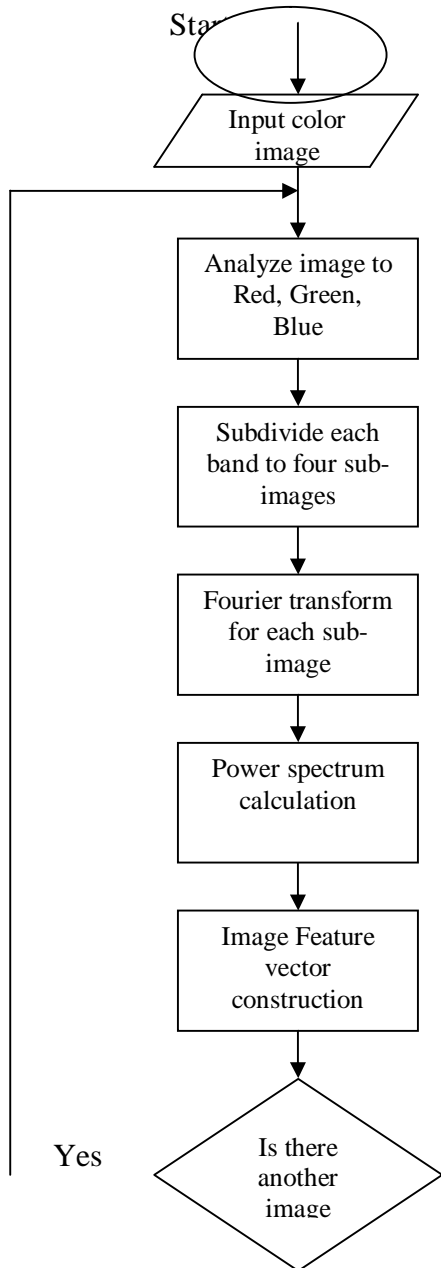 Input color
image
Analyze image to
Red, Green,
Blue
Subdivide each
band to four sub-
images
Fourier transform
for each sub-
image
Power spectrum
calculation
Image Feature
vector
construction
Yes
Is there
another
image